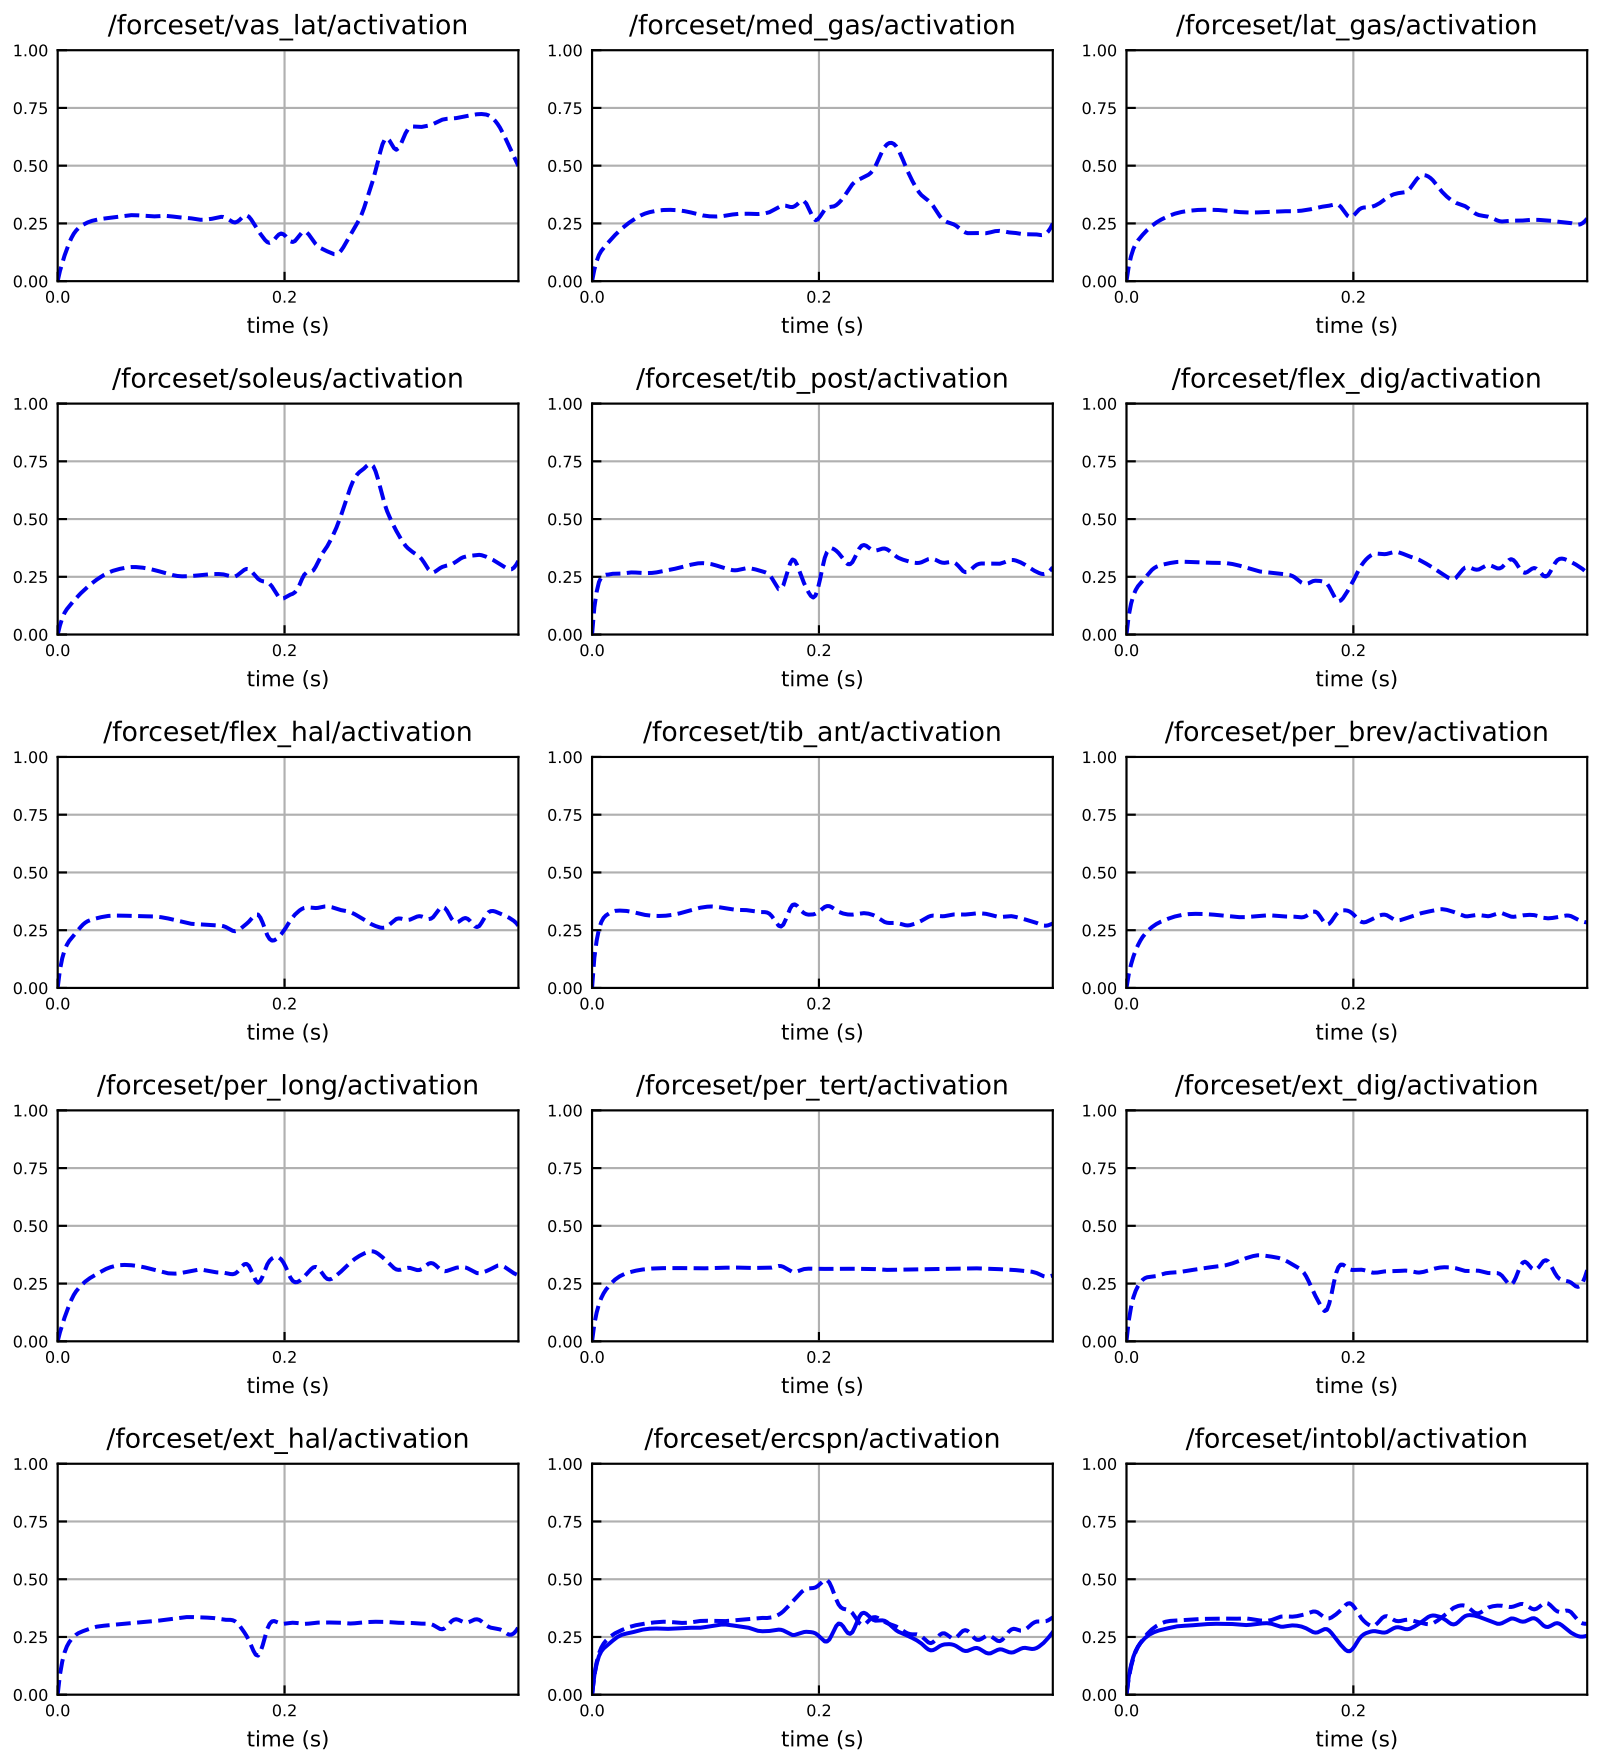 /forceset/vas_lat/activation /forceset/med_gas/activation /forceset/lat_gas/activation
1.00 1.00 1.00
0.75 0.75 0.75
0.50 0.50 0.50
0.25 0.25 0.25
0.00 0.00 0.00
0.0 0.2 0.0 0.2 0.0 0.2
time (s) time (s) time (s)
/forceset/soleus/activation /forceset/tib_post/activation /forceset/flex_dig/activation
1.00 1.00 1.00
0.75 0.75 0.75
0.50 0.50 0.50
0.25 0.25 0.25
0.00 0.00 0.00
0.0 0.2 0.0 0.2 0.0 0.2
time (s) time (s) time (s)
/forceset/flex_hal/activation /forceset/tib_ant/activation /forceset/per_brev/activation
1.00 1.00 1.00
0.75 0.75 0.75
0.50 0.50 0.50
0.25 0.25 0.25
0.00 0.00 0.00
0.0 0.2 0.0 0.2 0.0 0.2
time (s) time (s) time (s)
/forceset/per_long/activation /forceset/per_tert/activation /forceset/ext_dig/activation
1.00 1.00 1.00
0.75 0.75 0.75
0.50 0.50 0.50
0.25 0.25 0.25
0.00 0.00 0.00
0.0 0.2 0.0 0.2 0.0 0.2
time (s) time (s) time (s)
/forceset/ext_hal/activation /forceset/ercspn/activation /forceset/intobl/activation
1.00 1.00 1.00
0.75 0.75 0.75
0.50 0.50 0.50
0.25 0.25 0.25
0.00 0.00 0.00
0.0 0.2 0.0 0.2 0.0 0.2
time (s) time (s) time (s)